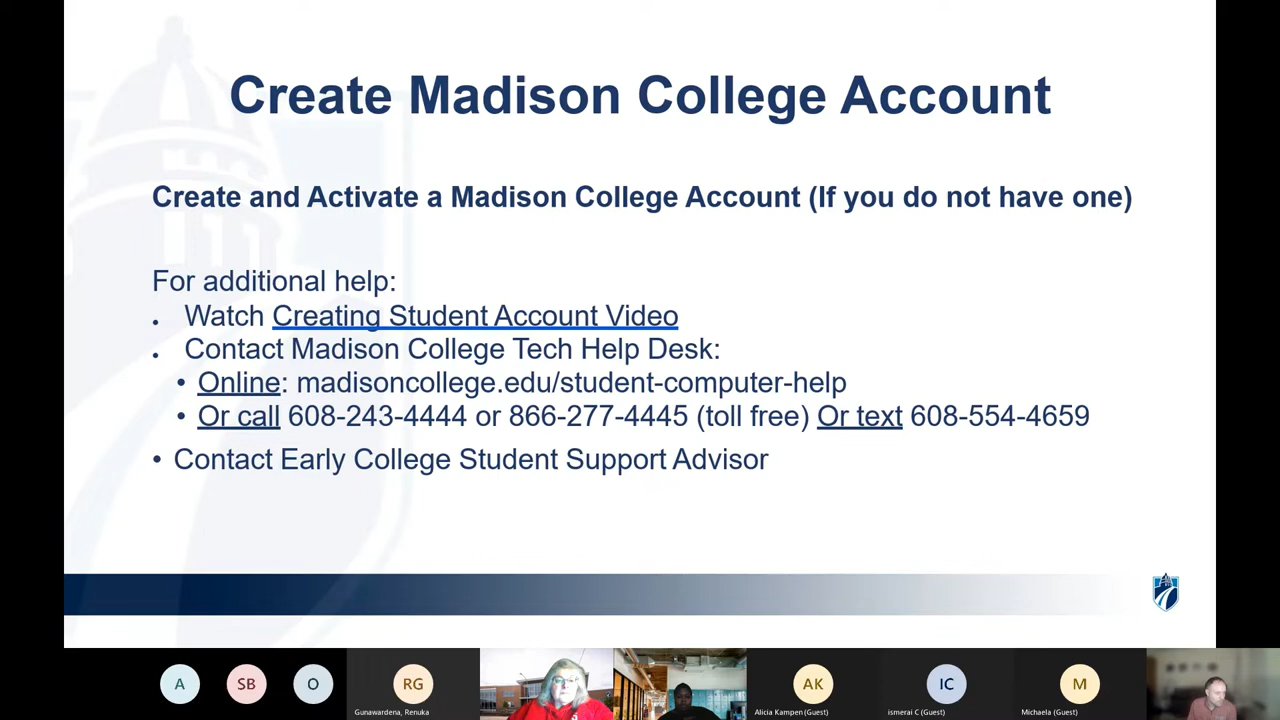 Create Madison College Account
Create and Activate a Madison College Account (If you do not have one)
For additional help:
. Watch Creating Student Account Video
. Contact Madison College Tech Help Desk:
• Online: madisoncollege.edu/student-computer-help
• Or call 608-243-4444 or 866-277-4445 (toll free) Or text 608-554-4659
• Contact Early College Student Support Advisor
A
SB
O
RG
AK
IC
M
Gunawardena, Renuka
Alicia Kampen (Guest)
ismerai C (Guest)
Michaela (Guest)